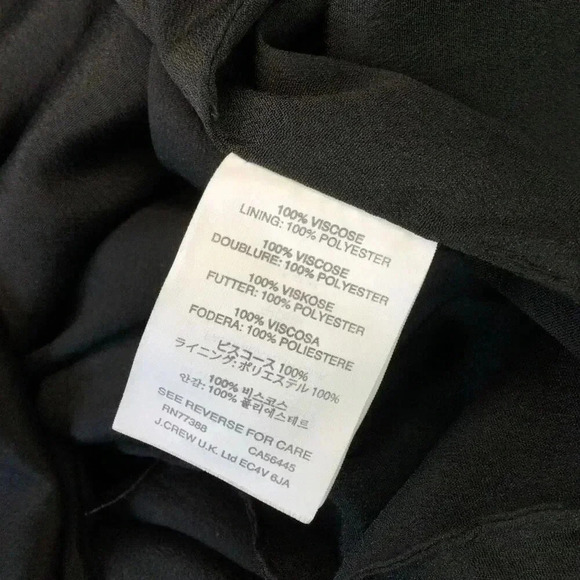 100% VISCOSE
LINING: 100% POLYESTER
100% VISCOSE
DOUBLURE: 100% POLYESTER
100% VISKOSE
FUTTER: 100% POLYESTER
100% VISCOSA
FODERA: 100% POLIESTERE
ビスコース 100%
ライニング: ポリエステル 100%
100% 비스코스
안감: 100% 폴리에스테르
SEE REVERSE FOR CARE
RN77388 CA56445
J.CREW U.K. Ltd EC4V 6JA